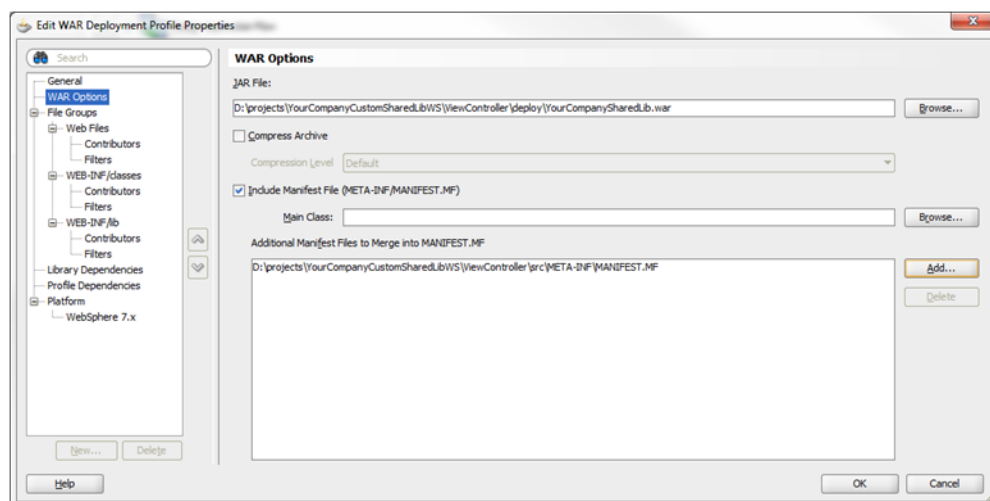 Edit WAR Deployment Profile Properties
Search
General
WAR Options
File Groups
Web Files
Contributors
Filters
WEB-INF/classes
Contributors
Filters
WEB-INF/lib
Contributors
Filters
Library Dependencies
Profile Dependencies
Platform
WebSphere 7.x
New... Delete
WAR Options
JAR File:
D:\projects\YourCompanyCustomSharedLibWS\ViewController\deploy\YourCompanySharedLib.war Browse...
Compress Archive
Compression Level Default
Include Manifest File (META-INF/MANIFEST.MF)
Main Class: Browse...
Additional Manifest Files to Merge into MANIFEST.MF
D:\projects\YourCompanyCustomSharedLibWS\ViewController\src\META-INF\MANIFEST.MF Add...
Delete
Help OK Cancel